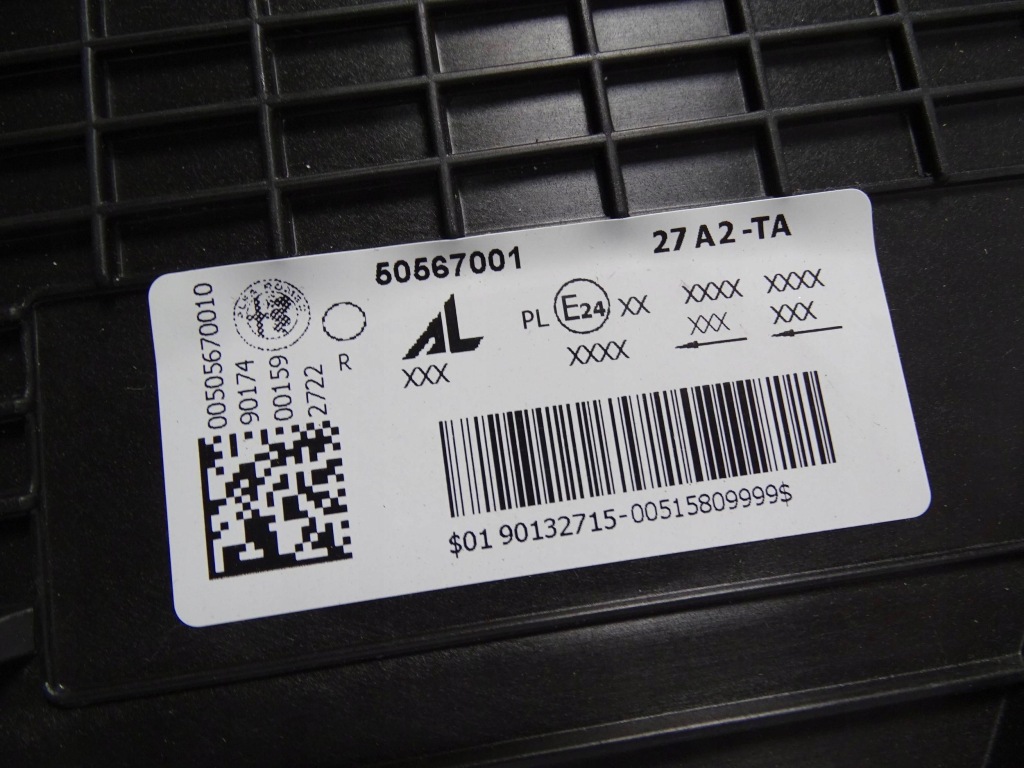 50567001
27 A2-TA
00505670010
90174
00159
2722
R
AL
XXX
PL E24 XX
XXXX
XXXX
XXX
XXXX
XXX
$01 90132715-00515809999$